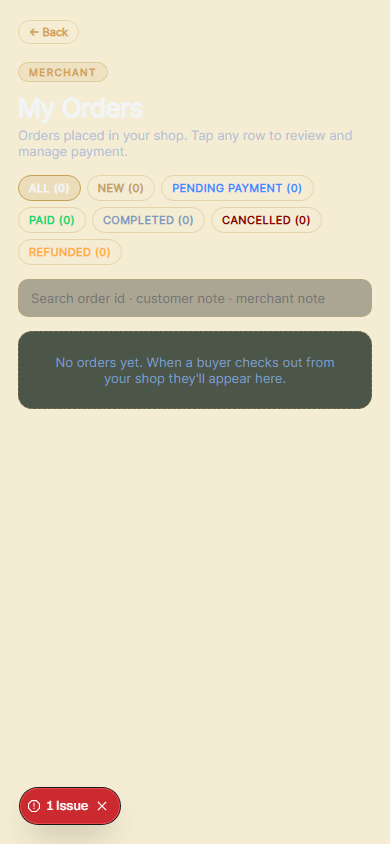 ← Back
MERCHANT
My Orders
Orders placed in your shop. Tap any row to review and
manage payment.
ALL (0) NEW (0) PENDING PAYMENT (0)
PAID (0) COMPLETED (0) CANCELLED (0)
REFUNDED (0)
Search order id · customer note · merchant note
No orders yet. When a buyer checks out from
your shop they'll appear here.
1 Issue